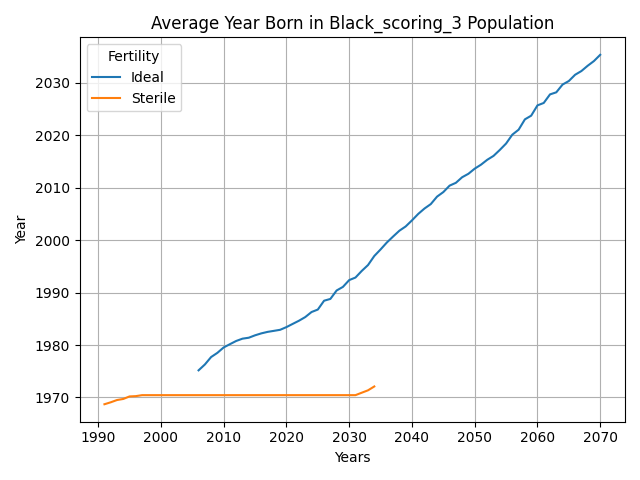 Average Year Born in Black_scoring_3 Population
Fertility
Ideal
Sterile
Year
2030
2020
2010
2000
1990
1980
1970
1990 2000 2010 2020 2030 2040 2050 2060 2070
Years